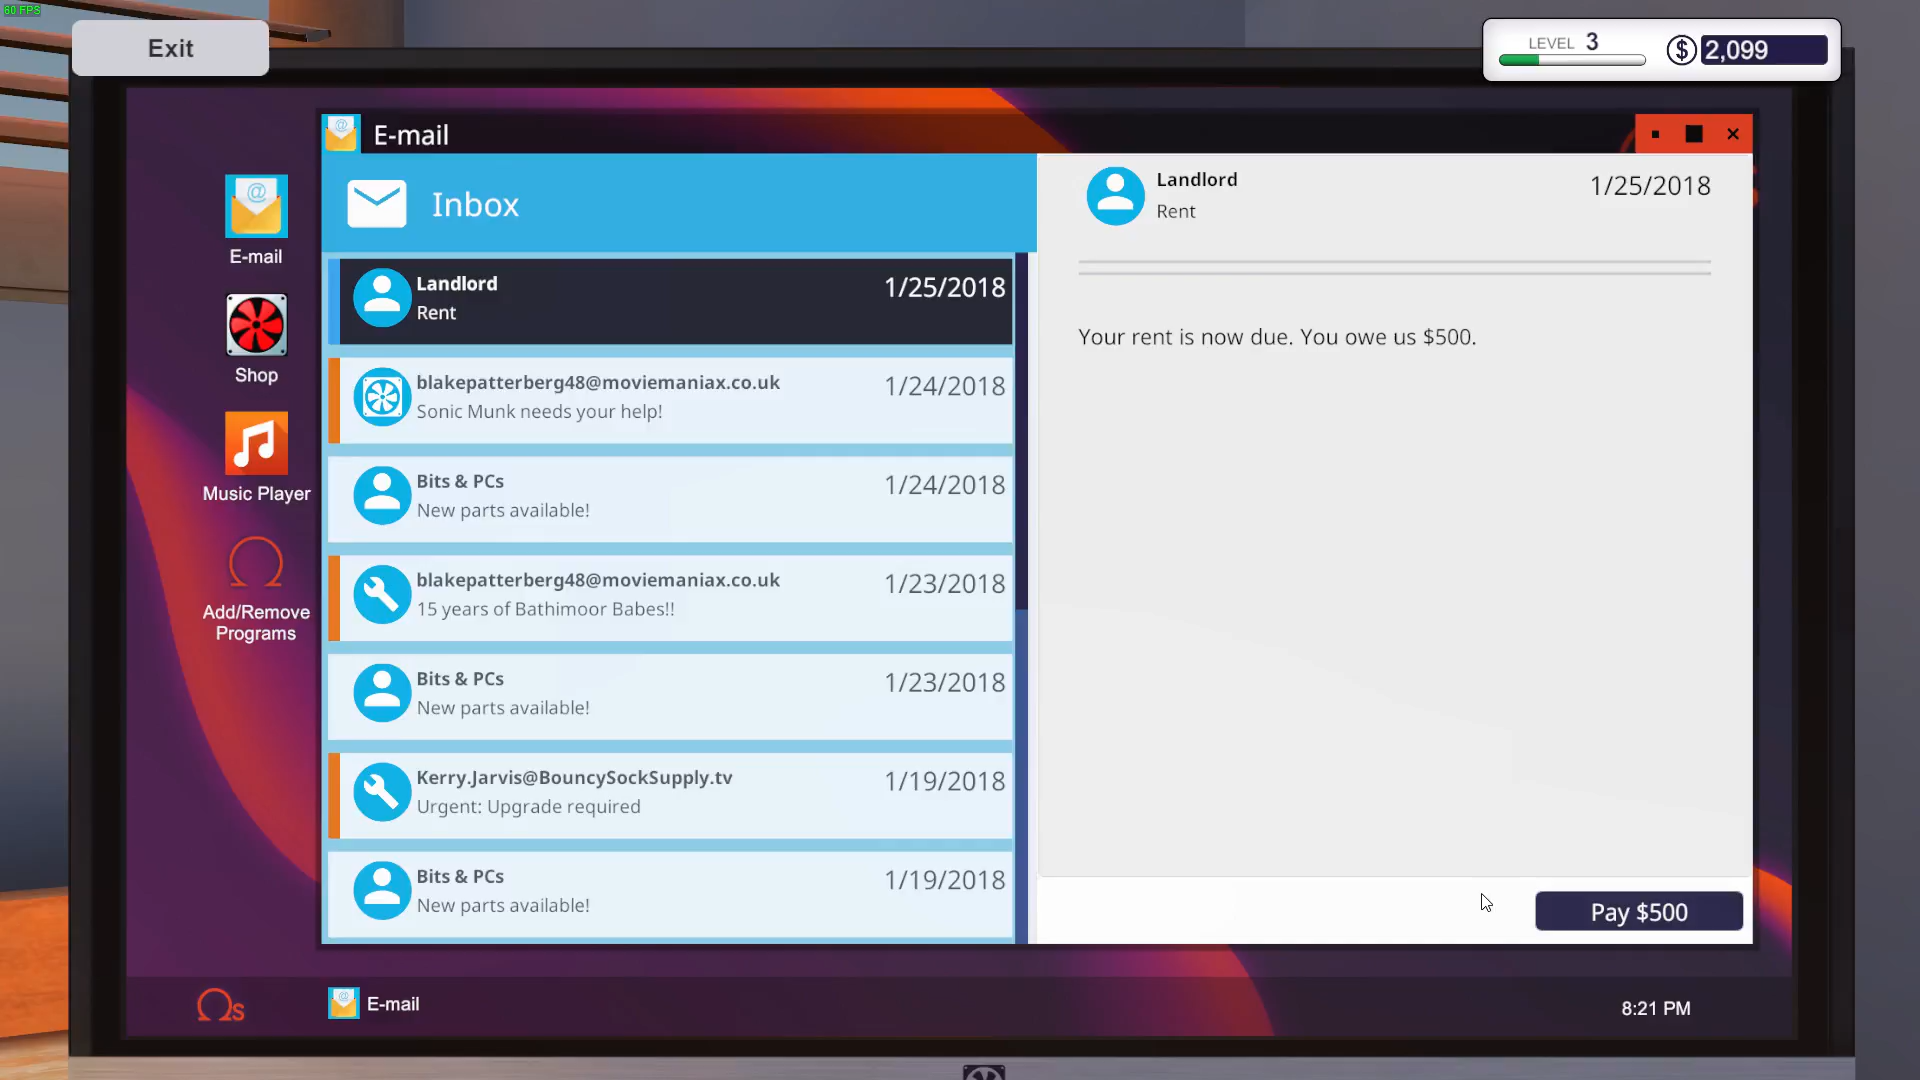 60 FPS
Exit
LEVEL 3
$ 2,099
E-mail
E-mail
Shop
Music Player
Add/Remove
Programs
Inbox
Landlord
1/25/2018
Rent
blakepatterberg48@moviemaniax.co.uk
1/24/2018
Sonic Munk needs your help!
Bits & PCs
1/24/2018
New parts available!
blakepatterberg48@moviemaniax.co.uk
1/23/2018
15 years of Bathimoor Babes!!
Bits & PCs
1/23/2018
New parts available!
Kerry.Jarvis@BouncySockSupply.tv
1/19/2018
Urgent: Upgrade required
Bits & PCs
1/19/2018
New parts available!
Landlord
1/25/2018
Rent
Your rent is now due. You owe us $500.
Pay $500
Ωs
E-mail
8:21 PM